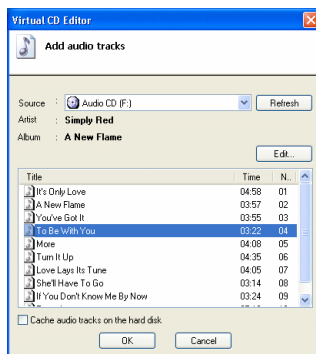 Virtual CD Editor
Add audio tracks
Source : Audio CD (F:) Refresh
Artist : Simply Red
Album : A New Flame
Edit...
Title Time N..
It's Only Love 04:58 01
A New Flame 03:57 02
You've Got It 03:55 03
To Be With You 03:22 04
More 04:08 05
Turn It Up 04:35 06
Love Lays Its Tune 04:05 07
She'll Have To Go 03:14 08
If You Don't Know Me By Now 03:24 09
Cache audio tracks on the hard disk
OK Cancel